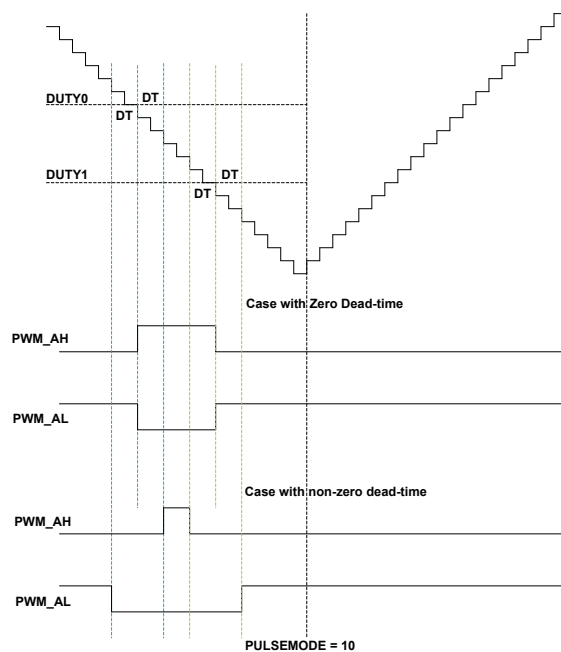 DUTY0
DT
DT
DUTY1
DT
DT
Case with Zero Dead-time
PWM_AH
PWM_AL
Case with non-zero dead-time
PWM_AH
PWM_AL
PULSEMODE = 10